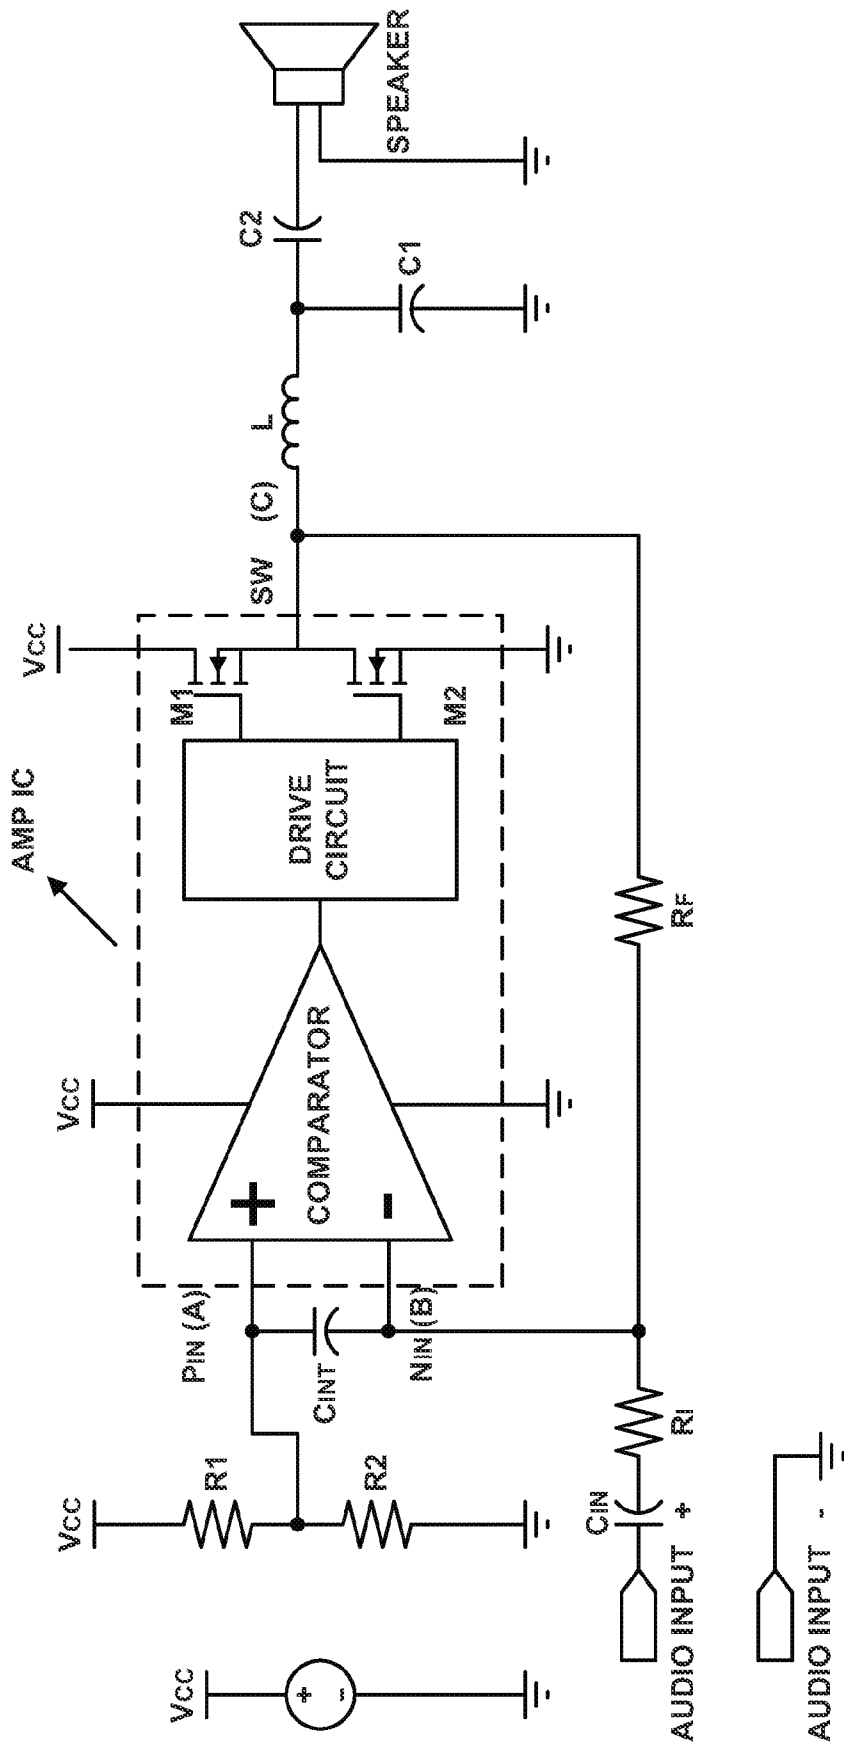 AMP IC
VCC
VCC
VCC
VCC
+
-
R1
R2
PIN (A)
CINT
NIN (B)
+
-
COMPARATOR
DRIVE
CIRCUIT
M1
M2
SW
(C)
L
C1
C2
SPEAKER
CIN
RI
RF
AUDIO INPUT +
AUDIO INPUT -